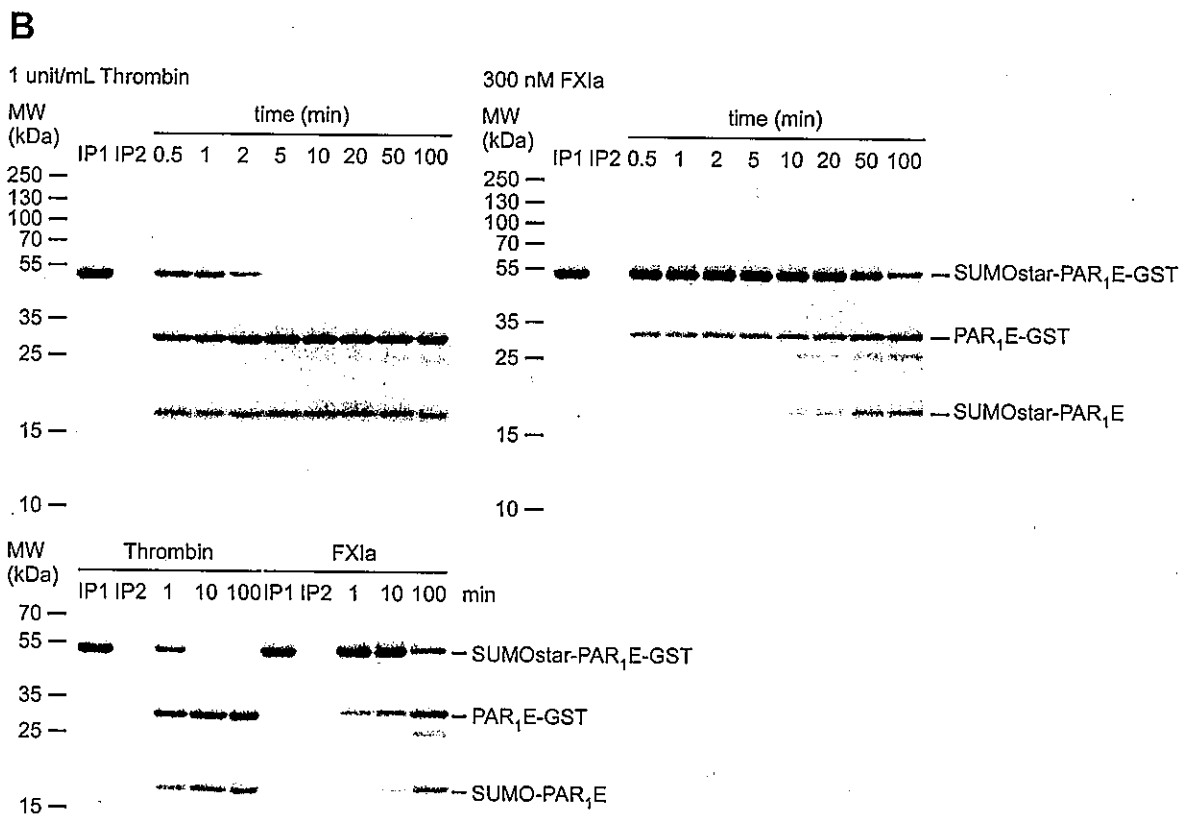 B
1 unit/mL Thrombin
MW
(kDa)
time (min)
IP1 IP2 0.5 1 2 5 10 20 50 100
250
130
100
70
55
35
25
15
10
300 nM FXIa
MW
(kDa)
time (min)
IP1 IP2 0.5 1 2 5 10 20 50 100
250
130
100
70
55
35
25
15
10
SUMOstar-PAR₁E-GST
PAR₁E-GST
SUMOstar-PAR₁E
MW
(kDa)
Thrombin FXIa
IP1 IP2 1 10 100 IP1 IP2 1 10 100 min
70
55
35
25
15
SUMOstar-PAR₁E-GST
PAR₁E-GST
SUMO-PAR₁E